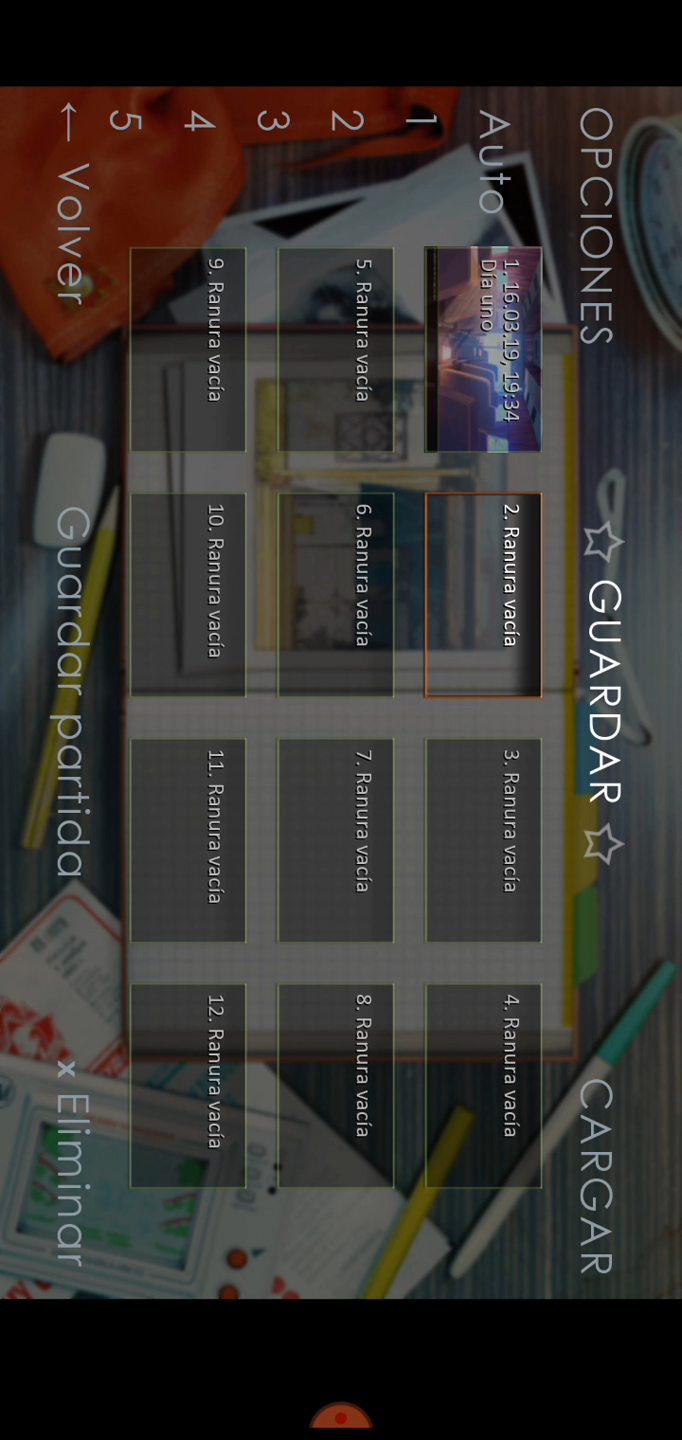 OPCIONES
☆ GUARDAR ☆
CARGAR
Auto
1
2
3
4
5
1. 16.03.19, 19:34
Día uno
2. Ranura vacía
3. Ranura vacía
4. Ranura vacía
5. Ranura vacía
6. Ranura vacía
7. Ranura vacía
8. Ranura vacía
9. Ranura vacía
10. Ranura vacía
11. Ranura vacía
12. Ranura vacía
← Volver
Guardar partida
x Eliminar